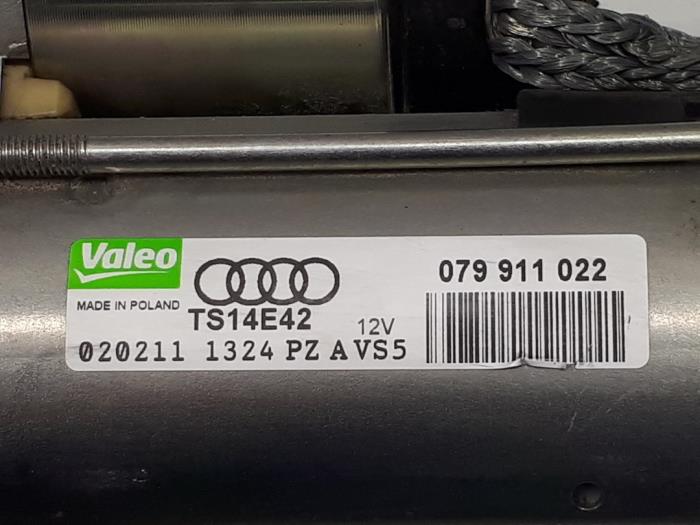 Valeo
MADE IN POLAND
TS14E42
12V
079 911 022
020211 1324 PZ A VS5